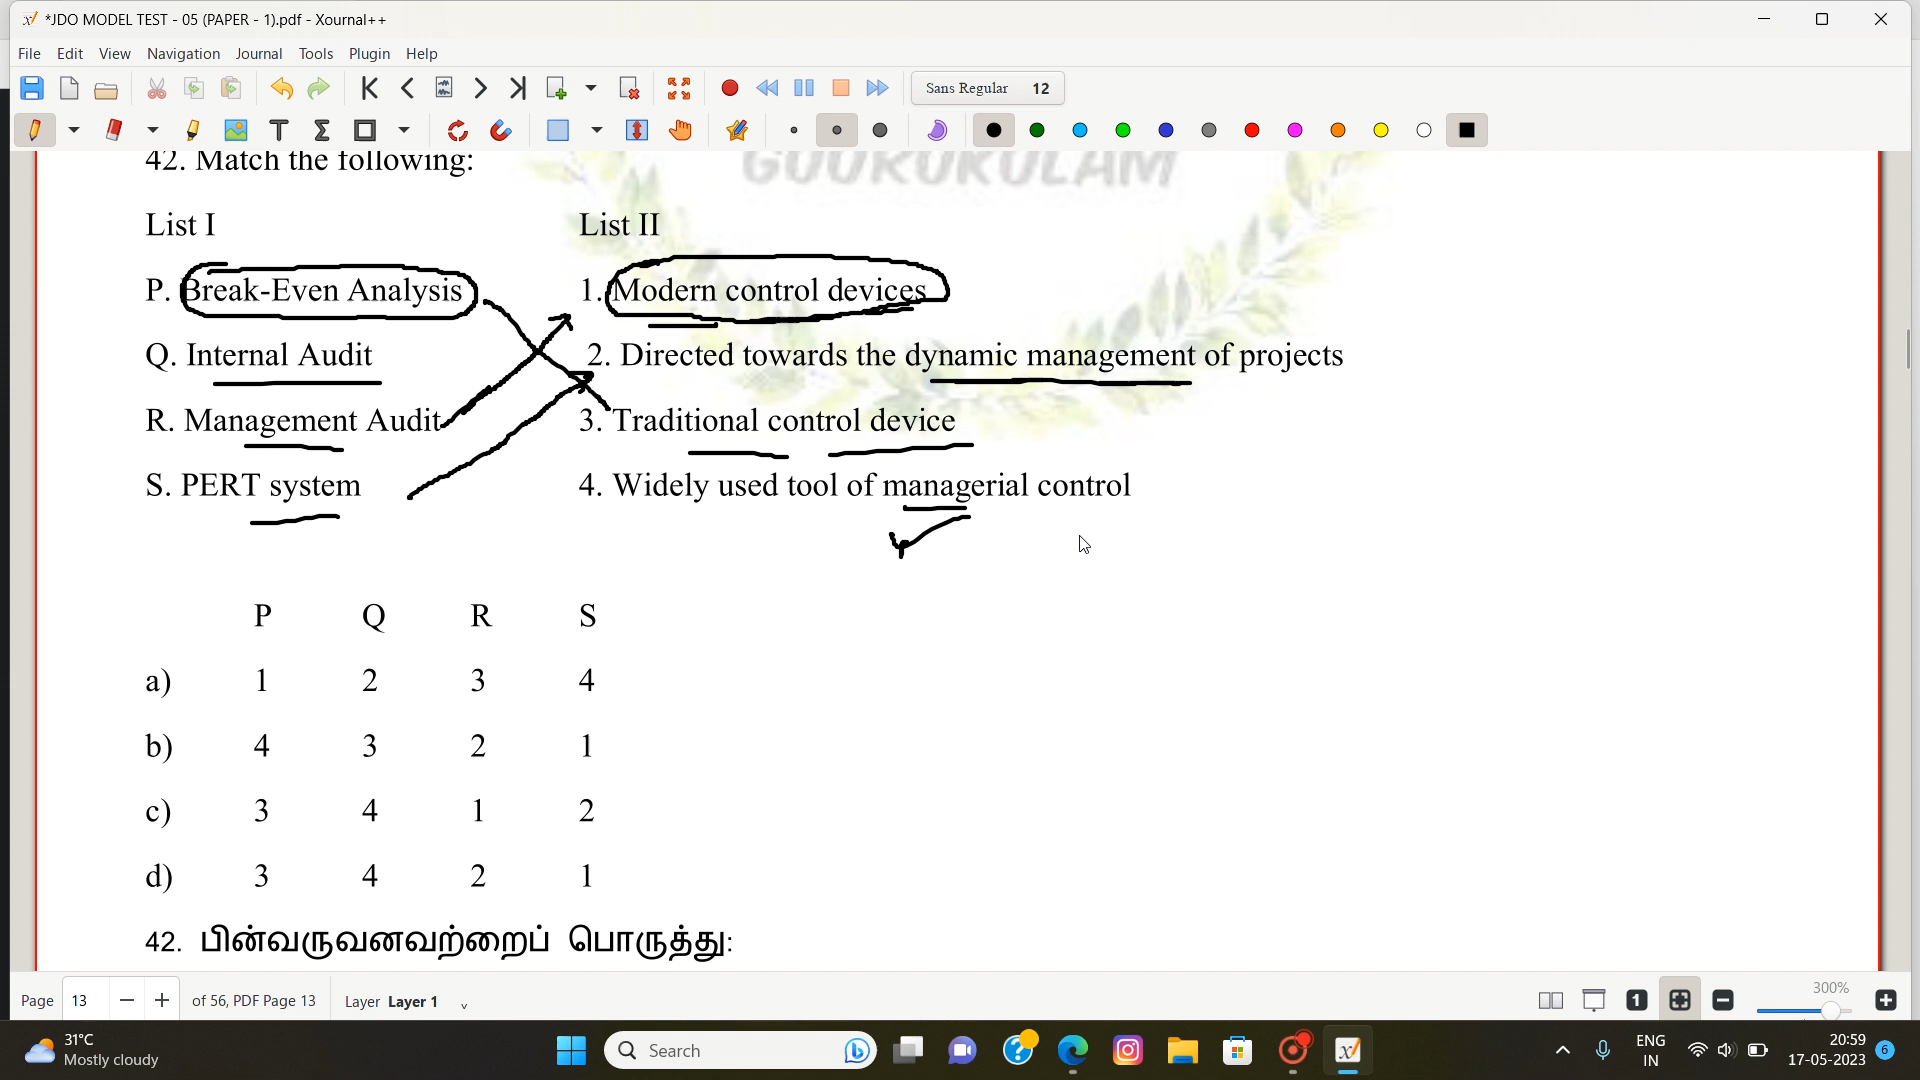 *JDO MODEL TEST - 05 (PAPER - 1).pdf - Xournal++
File Edit View Navigation Journal Tools Plugin Help
Sans Regular 12
GUURUKULAM
42. Match the following:
List I List II
P. Break-Even Analysis 1. Modern control devices
Q. Internal Audit 2. Directed towards the dynamic management of projects
R. Management Audit 3. Traditional control device
S. PERT system 4. Widely used tool of managerial control
P Q R S
a) 1 2 3 4
b) 4 3 2 1
c) 3 4 1 2
d) 3 4 2 1
42. பின்வருவனவற்றைப் பொருத்து:
Page 13 of 56, PDF Page 13 Layer Layer 1
300%
1
31°C
Mostly cloudy
Search
ENG
IN
20:59
17-05-2023
6